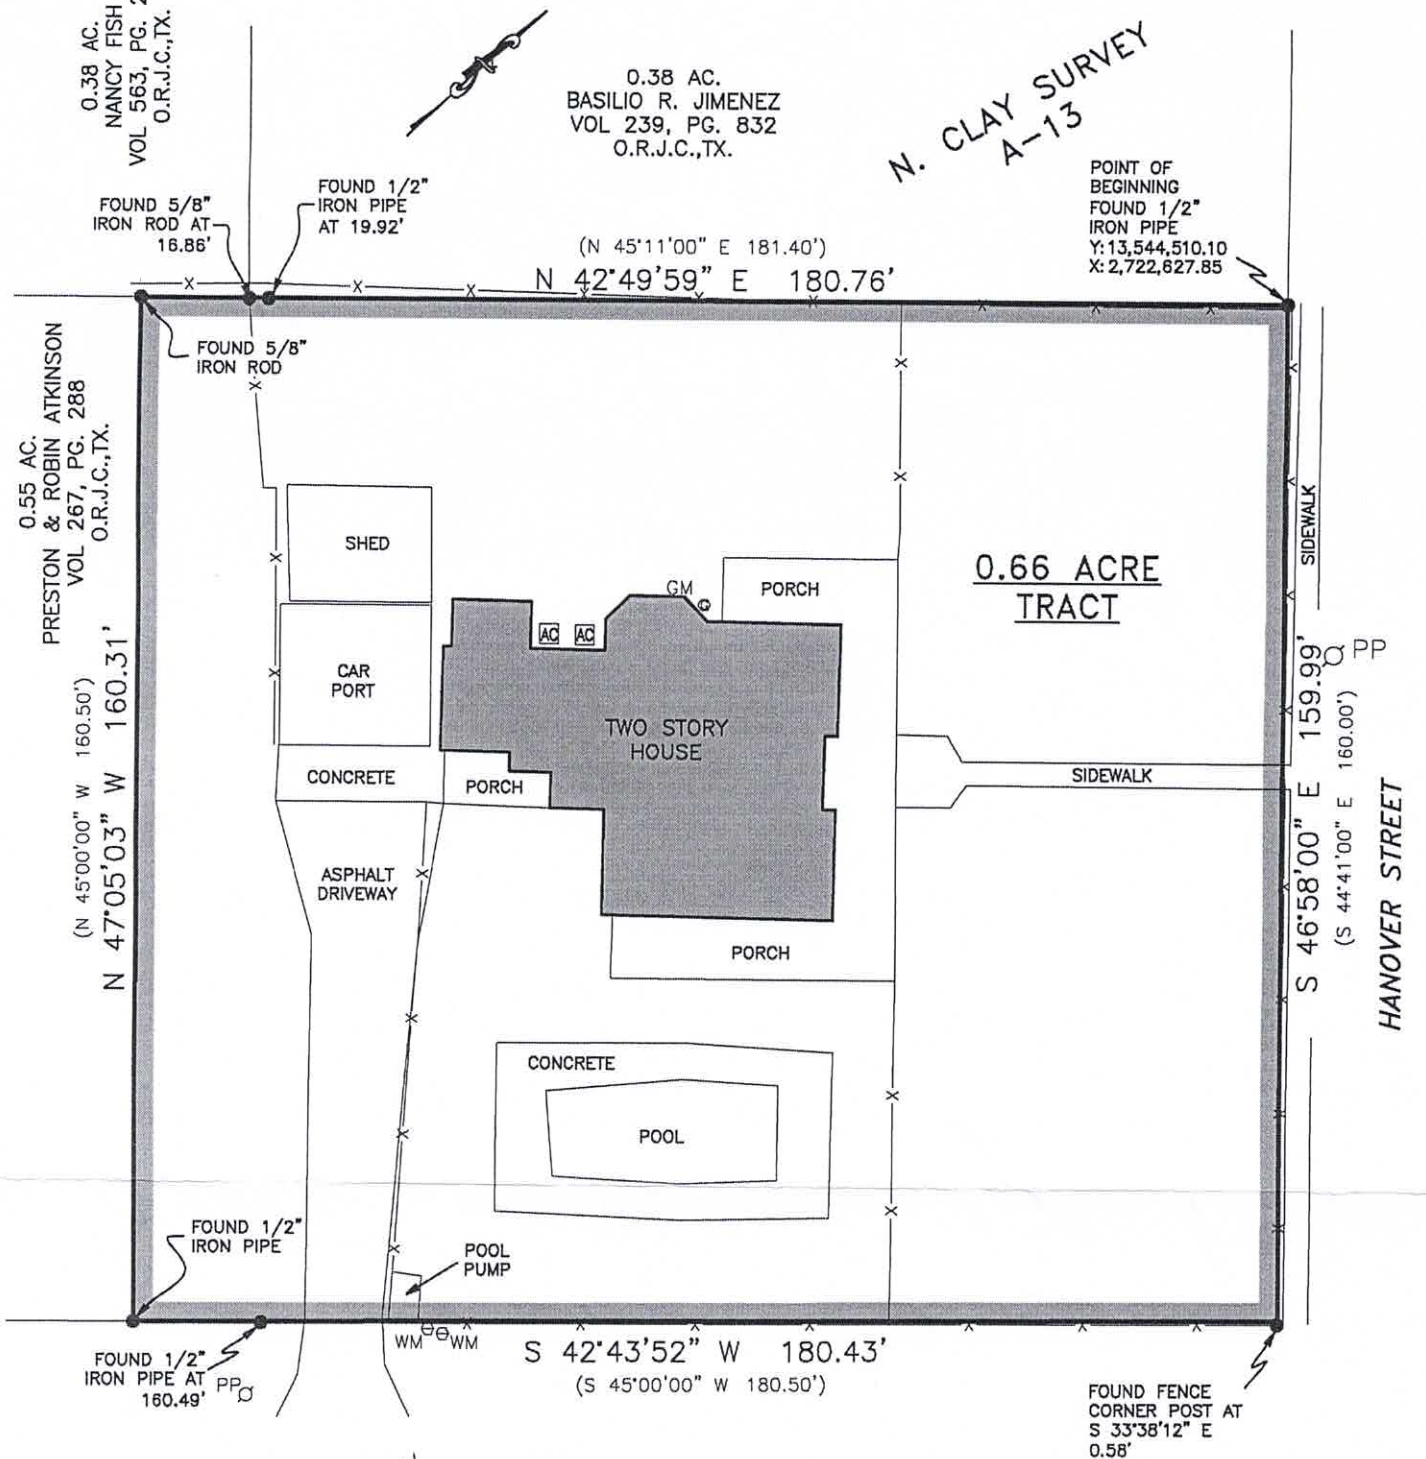 0.38 AC.
NANCY FISH
VOL 563, PG.
O.R.J.C.,TX.
0.38 AC.
BASILIO R. JIMENEZ
VOL 239, PG. 832
O.R.J.C.,TX.
N. CLAY SURVEY
A-13
POINT OF
BEGINNING
FOUND 1/2"
IRON PIPE
Y:13,544,510.10
X: 2,722,627.85
FOUND 5/8"
IRON ROD AT
16.86'
FOUND 1/2"
IRON PIPE
AT 19.92'
(N 45°11'00" E 181.40')
N 42°49'59" E 180.76'
FOUND 5/8"
IRON ROD
0.55 AC.
PRESTON & ROBIN ATKINSON
VOL 267, PG. 288
O.R.J.C.,TX.
(N 45°00'00" W 160.50')
N 47°05'03" W 160.31'
SHED
CAR
PORT
CONCRETE
PORCH
ASPHALT
DRIVEWAY
AC
AC
GM
G
PORCH
TWO STORY
HOUSE
PORCH
0.66 ACRE
TRACT
SIDEWALK
SIDEWALK
PP
S 46°58'00" E 159.99'
(S 44°41'00" E 160.00')
HANOVER STREET
CONCRETE
POOL
FOUND 1/2"
IRON PIPE
POOL
PUMP
WM
WM
FOUND 1/2"
IRON PIPE AT
160.49'
PP
S 42°43'52" W 180.43'
(S 45°00'00" W 180.50')
FOUND FENCE
CORNER POST AT
S 33°38'12" E
0.58'